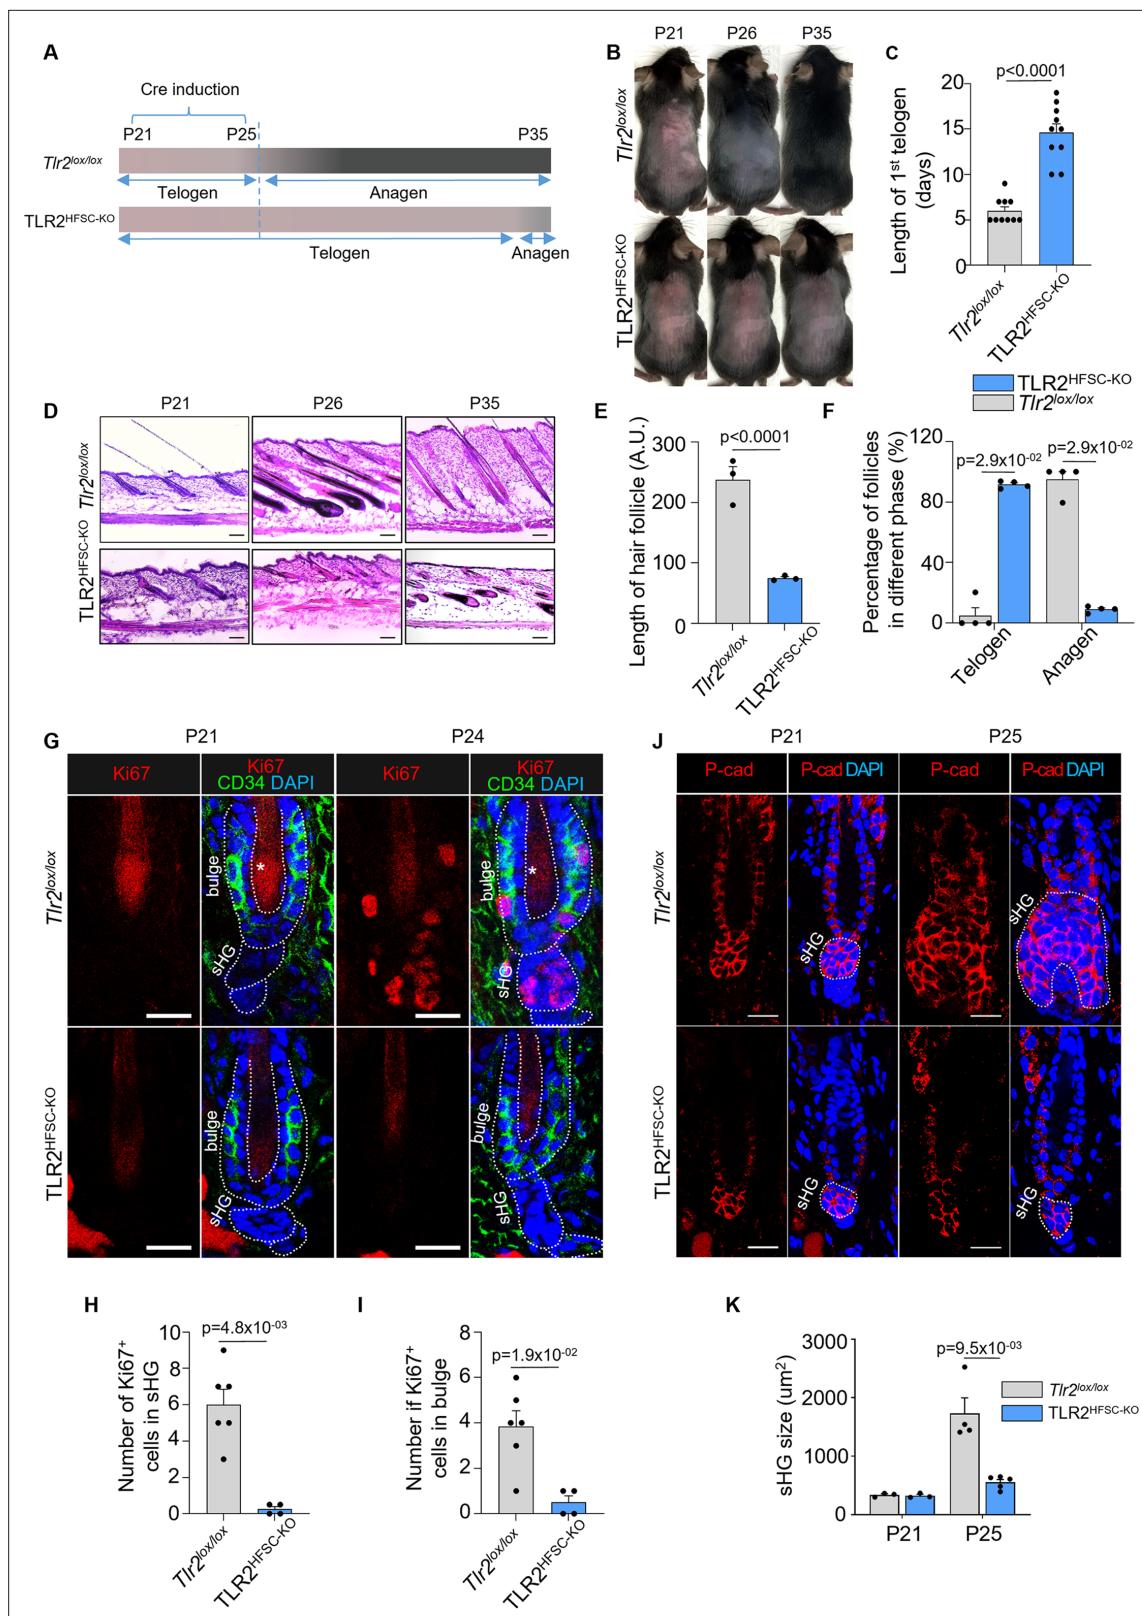 A
Cre induction
P21 P25 P35
Tlr2lox/lox
Telogen Anagen
TLR2HFSC-KO
Telogen Anagen
B
P21 P26 P35
Tlr2lox/lox
TLR2HFSC-KO
C
p<0.0001
20
15
10
5
0
Length of 1st telogen
(days)
Tlr2lox/lox
TLR2HFSC-KO
D
P21 P26 P35
Tlr2lox/lox
TLR2HFSC-KO
E
p<0.0001
300
200
100
0
Length of hair follicle (A.U.)
Tlr2lox/lox
TLR2HFSC-KO
TLR2HFSC-KO
Tlr2lox/lox
F
p=2.9x10-02
p=2.9x10-02
120
80
40
0
Percentage of follicles
in different phase (%)
Telogen
Anagen
G
P21 P24
Ki67 Ki67 Ki67 Ki67
CD34 DAPI CD34 DAPI
Tlr2lox/lox
bulge * sHG
bulge * sHG
TLR2HFSC-KO
bulge sHG
bulge sHG
J
P21 P25
P-cad P-cad DAPI P-cad P-cad DAPI
Tlr2lox/lox
sHG sHG
TLR2HFSC-KO
sHG sHG
H
p=4.8x10-03
10
8
6
4
2
0
Number of Ki67+
cells in sHG
Tlr2lox/lox
TLR2HFSC-KO
I
p=1.9x10-02
8
6
4
2
0
Number if Ki67+
cells in bulge
Tlr2lox/lox
TLR2HFSC-KO
K
p=9.5x10-03
3000
2000
1000
0
sHG size (um2)
P21 P25
Tlr2lox/lox
TLR2HFSC-KO